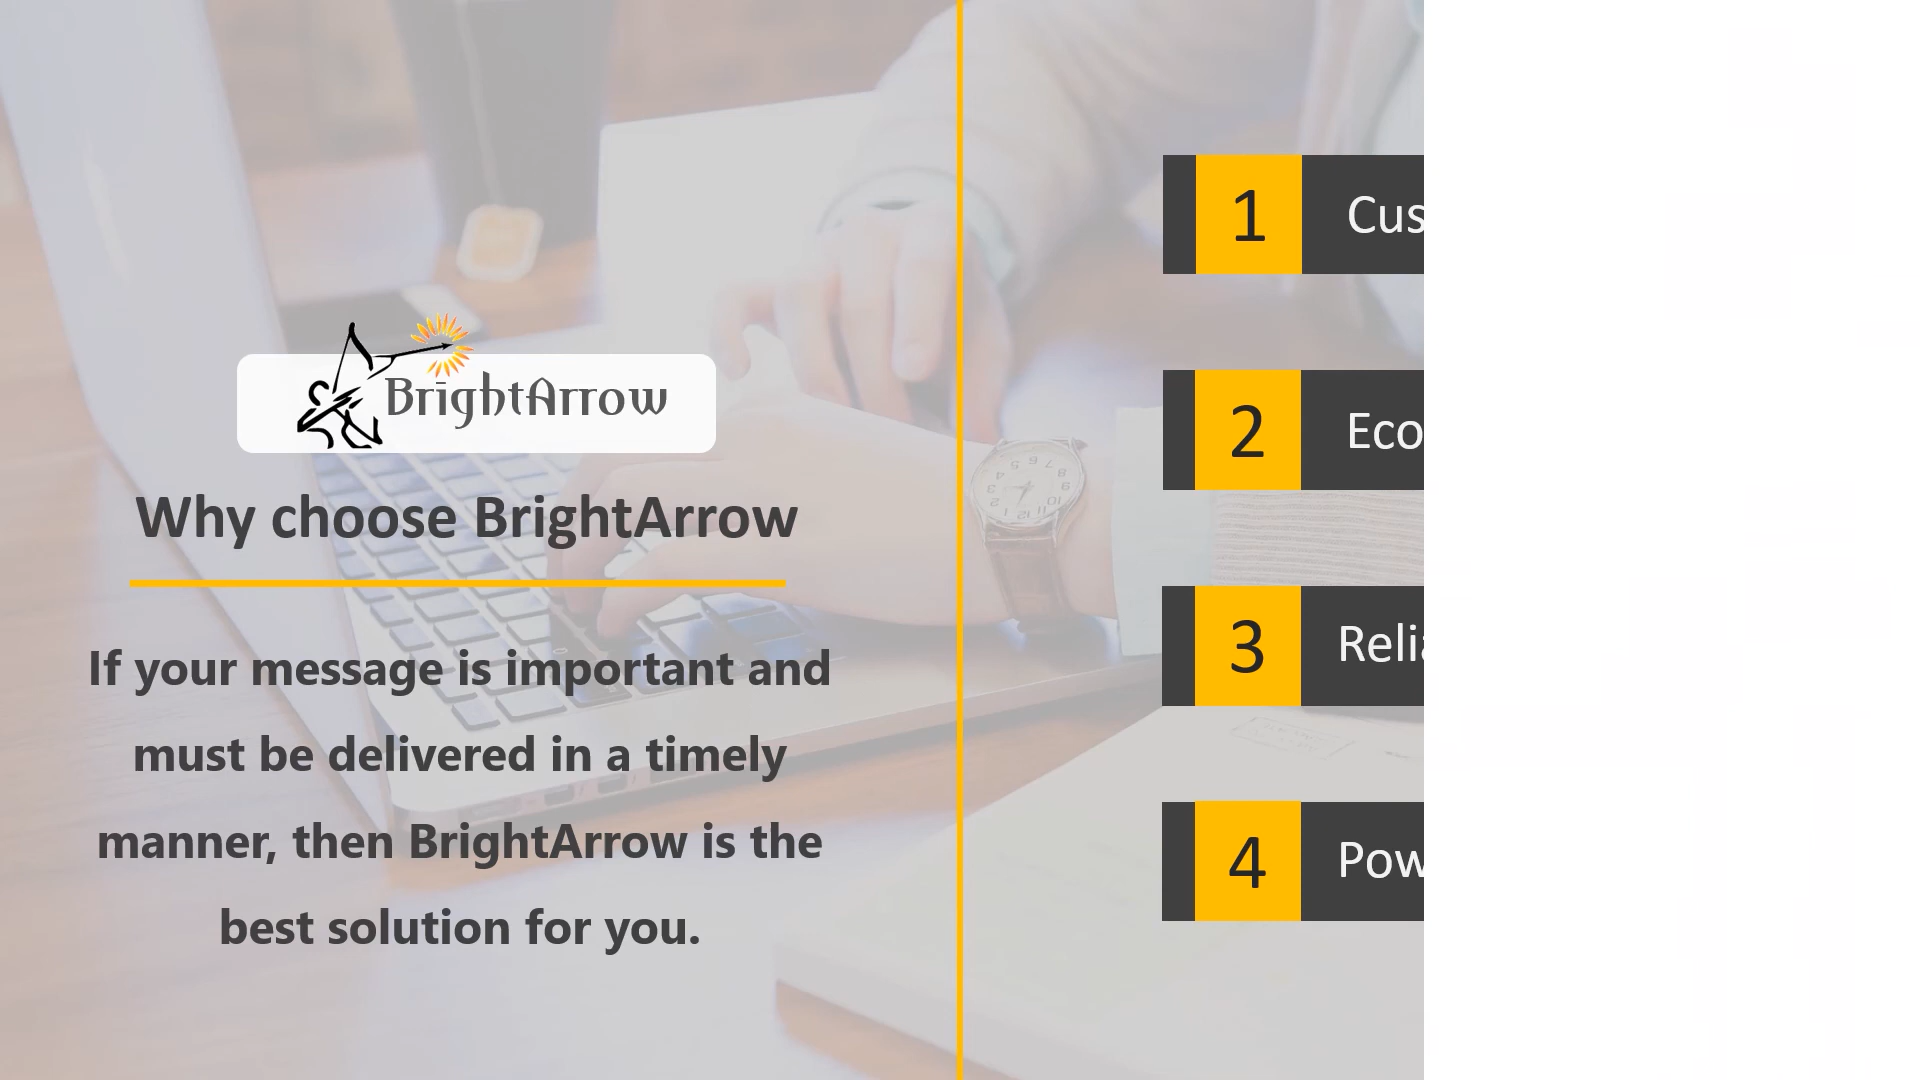 BrightArrow
Why choose BrightArrow
If your message is important and
must be delivered in a timely
manner, then BrightArrow is the
best solution for you.
1 Cus
2 Eco
3 Reli
4 Pow